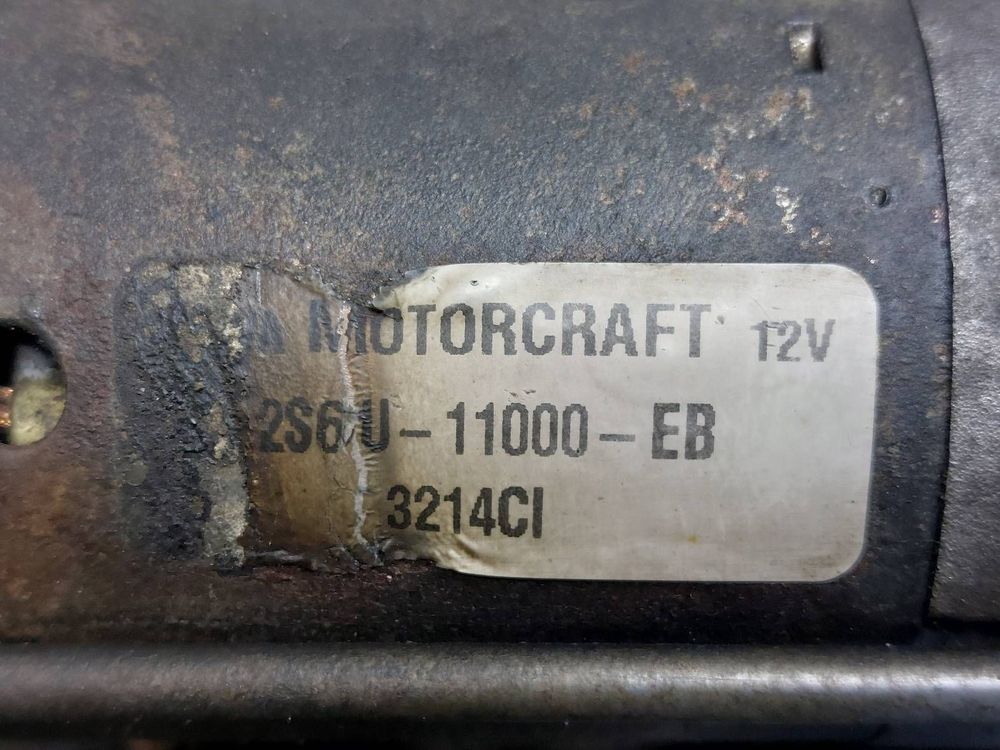 MOTORCRAFT 12V
2S6U-11000-EB
3214CI